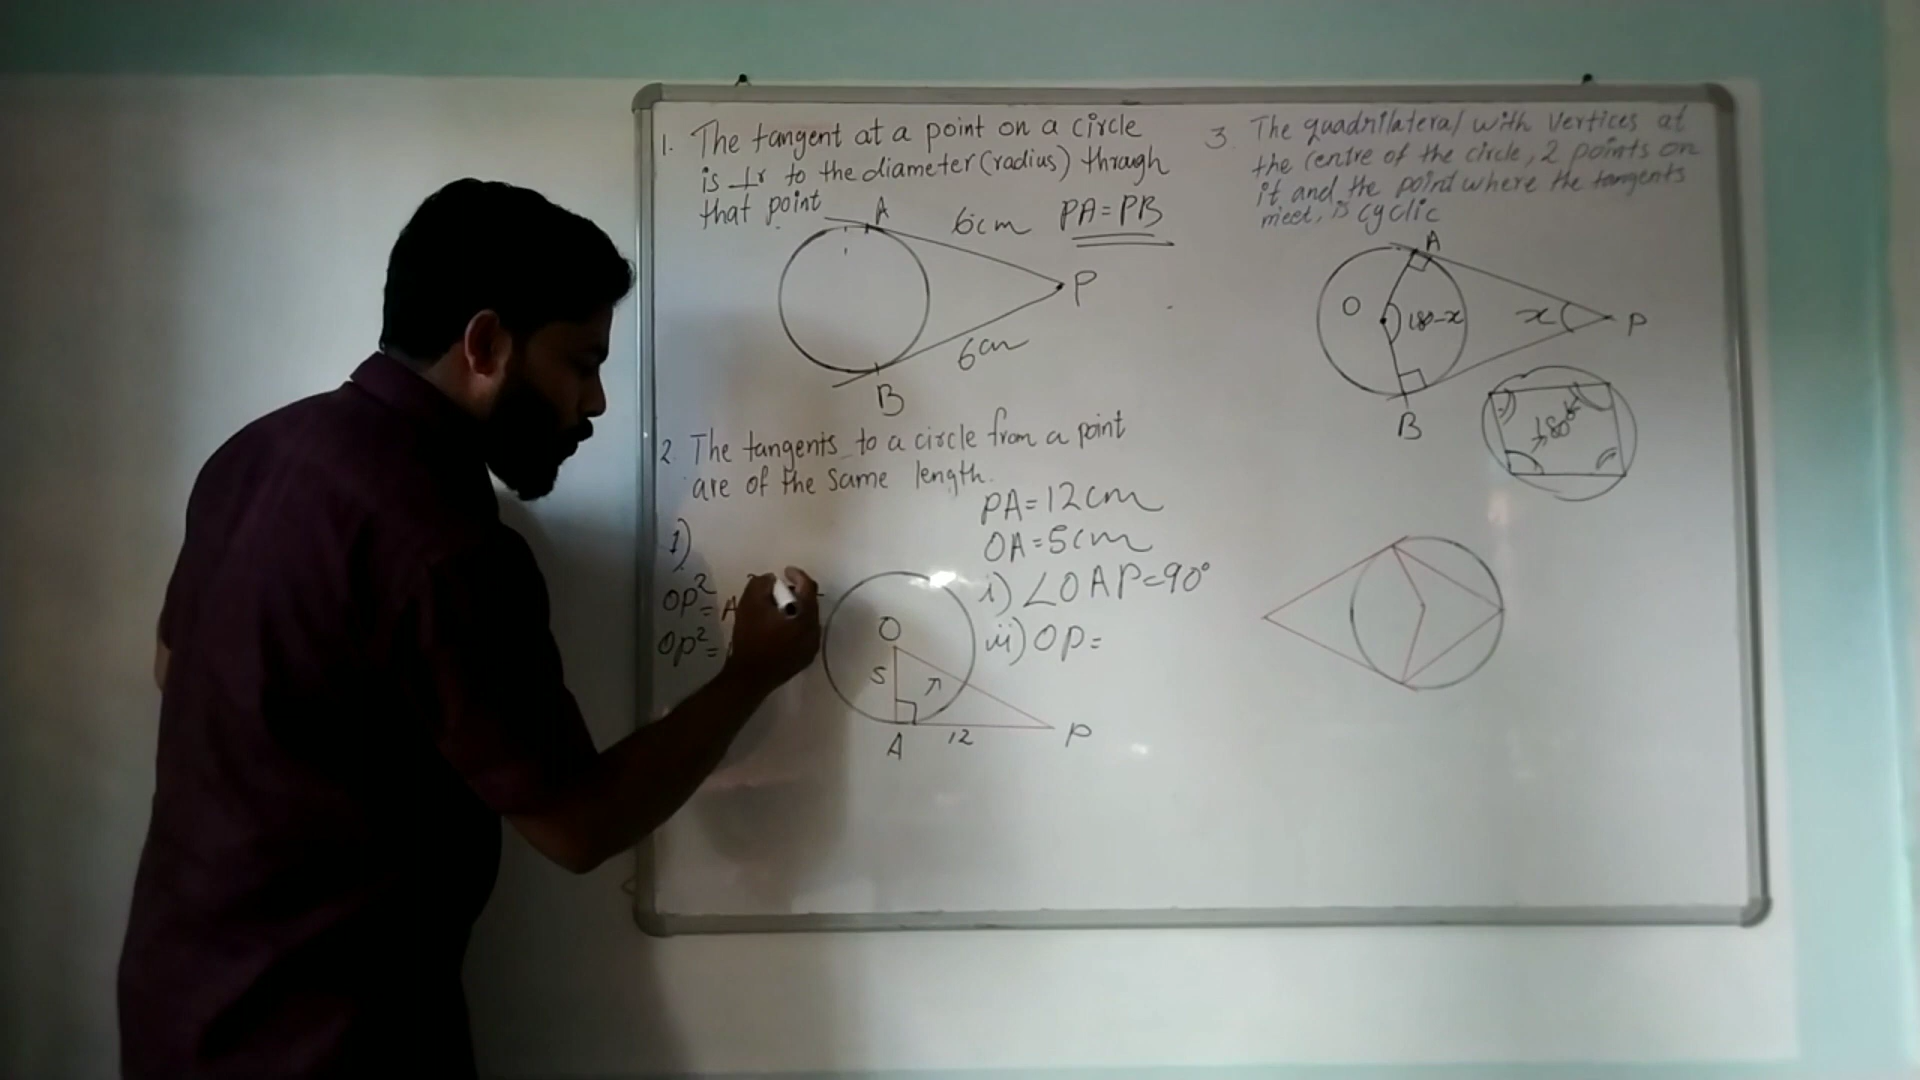 1. The tangent at a point on a circle
is ⊥r to the diameter (radius) through
that point
A
6cm PA=PB
P
6cm
B
2. The tangents to a circle from a point
are of the same length.
PA=12cm
OA=5cm
i) ∠OAP=90°
ii) OP=
1)
OP²= A
OP²=
O
5
A 12 P
3. The quadrilateral with vertices at
the centre of the circle, 2 points on
it and the point where the tangents
meet, is cyclic
A
O 180-x x P
B
180